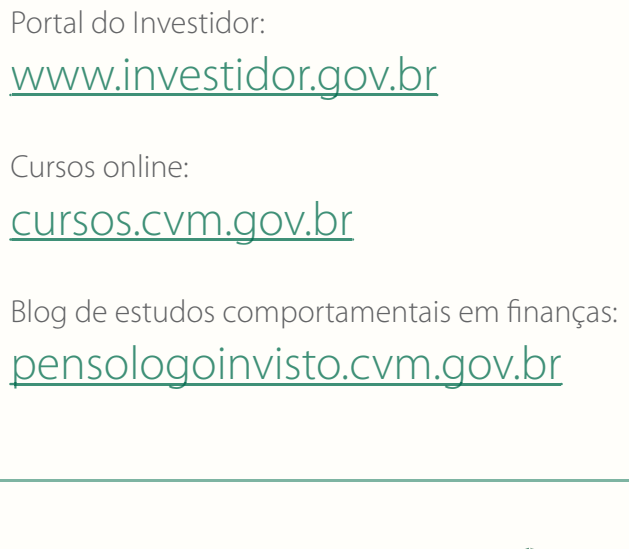 Portal do Investidor:
www.investidor.gov.br
Cursos online:
cursos.cvm.gov.br
Blog de estudos comportamentais em finanças:
pensologoinvisto.cvm.gov.br